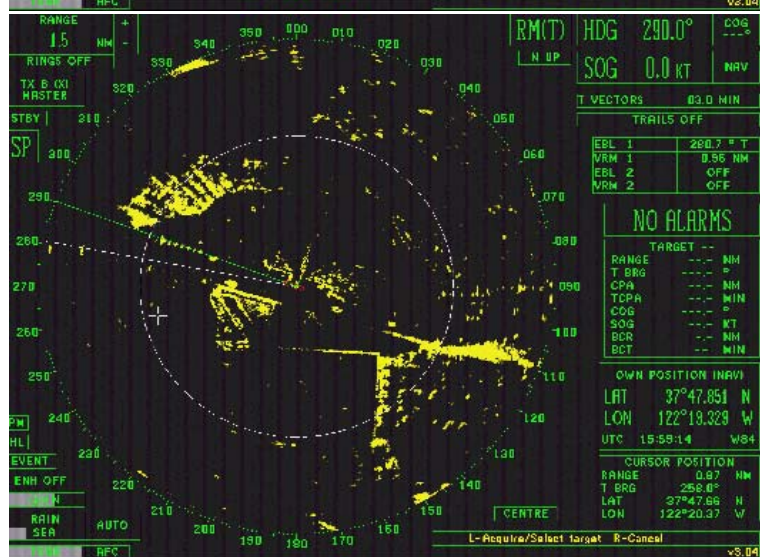 AFC
v3.04
RANGE
1.5 NM
+
-
RINGS OFF
TX B (X)
MASTER
STBY
SP
RM(T)
N UP
HDG 290.0°
COG
---°
SOG 0.0 KT
NAV
T VECTORS 03.0 MIN
TRAILS OFF
EBL 1 280.7 ° T
VRM 1 0.96 NM
EBL 2 OFF
VRM 2 OFF
NO ALARMS
TARGET --
RANGE --.- NM
T BRG ---.- °
CPA --.- NM
TCPA --.- MIN
COG ---.- °
SOG --.- KT
BCR --.- NM
BCT --.- MIN
OWN POSITION (NAV)
LAT 37°47.851 N
LON 122°19.329 W
UTC 15:59:14 W84
CURSOR POSITION
RANGE 0.87 NM
T BRG 258.0°
LAT 37°47.66 N
LON 122°20.37 W
000
010
020
030
040
050
060
070
080
090
100
110
120
130
140
150
160
170
180
190
200
210
220
230
240
250
260
270
280
290
300
310
320
330
340
350
PM
HL
EVENT
ENH OFF
RAIN
SEA
AUTO
CENTRE
L-Acquire/Select target R-Cancel
AFC
v3.04